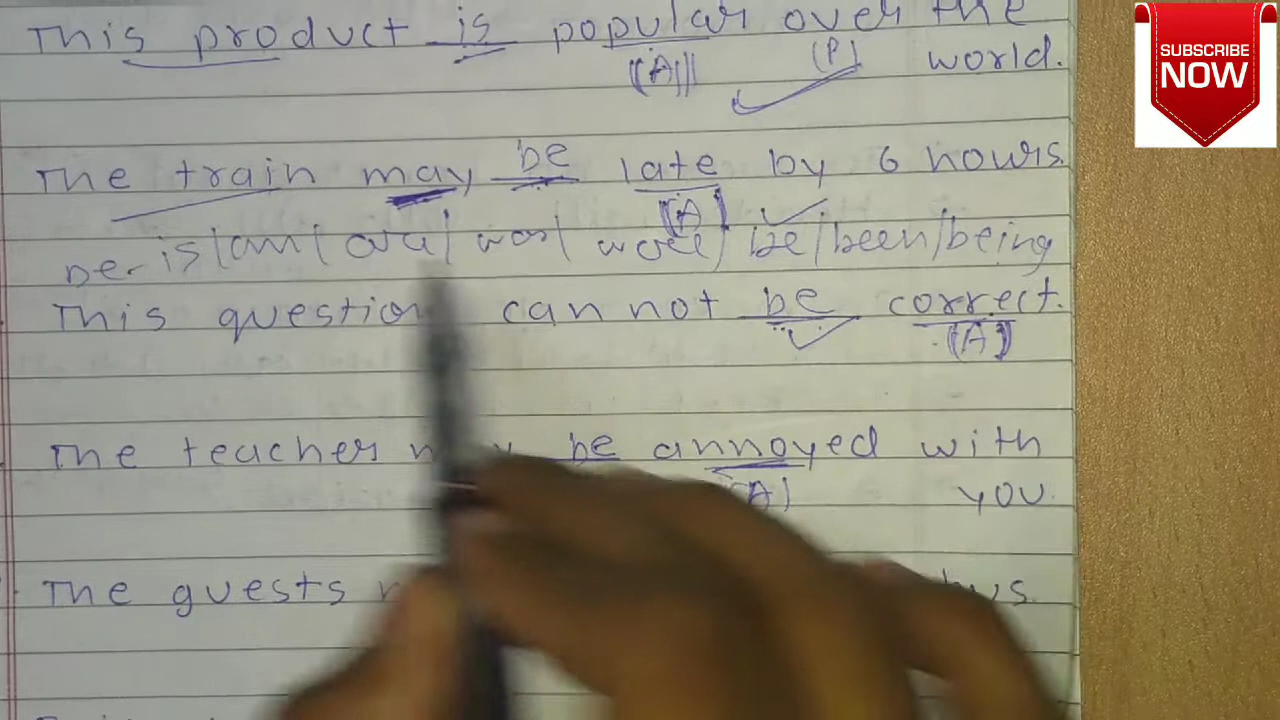 This product is popular over the
(A) (P) world.
SUBSCRIBE
NOW
The train may be late by 6 hours
(A)
be- is/am/are/was/were/be/been/being
This question can not be correct.
(A)
The teacher be annoyed with
(A) you.
The guests